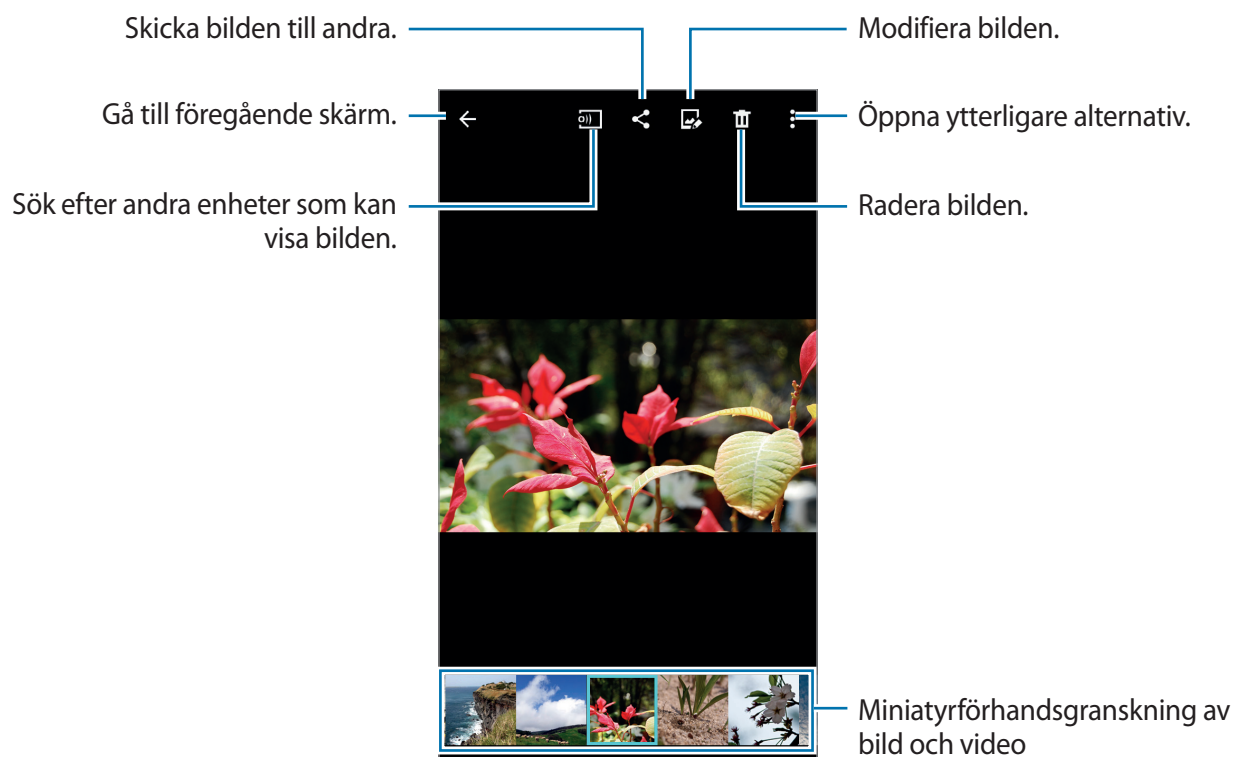 Skicka bilden till andra.
Modifiera bilden.
Gå till föregående skärm.
Öppna ytterligare alternativ.
Sök efter andra enheter som kan
visa bilden.
Radera bilden.
Miniatyrförhandsgranskning av
bild och video